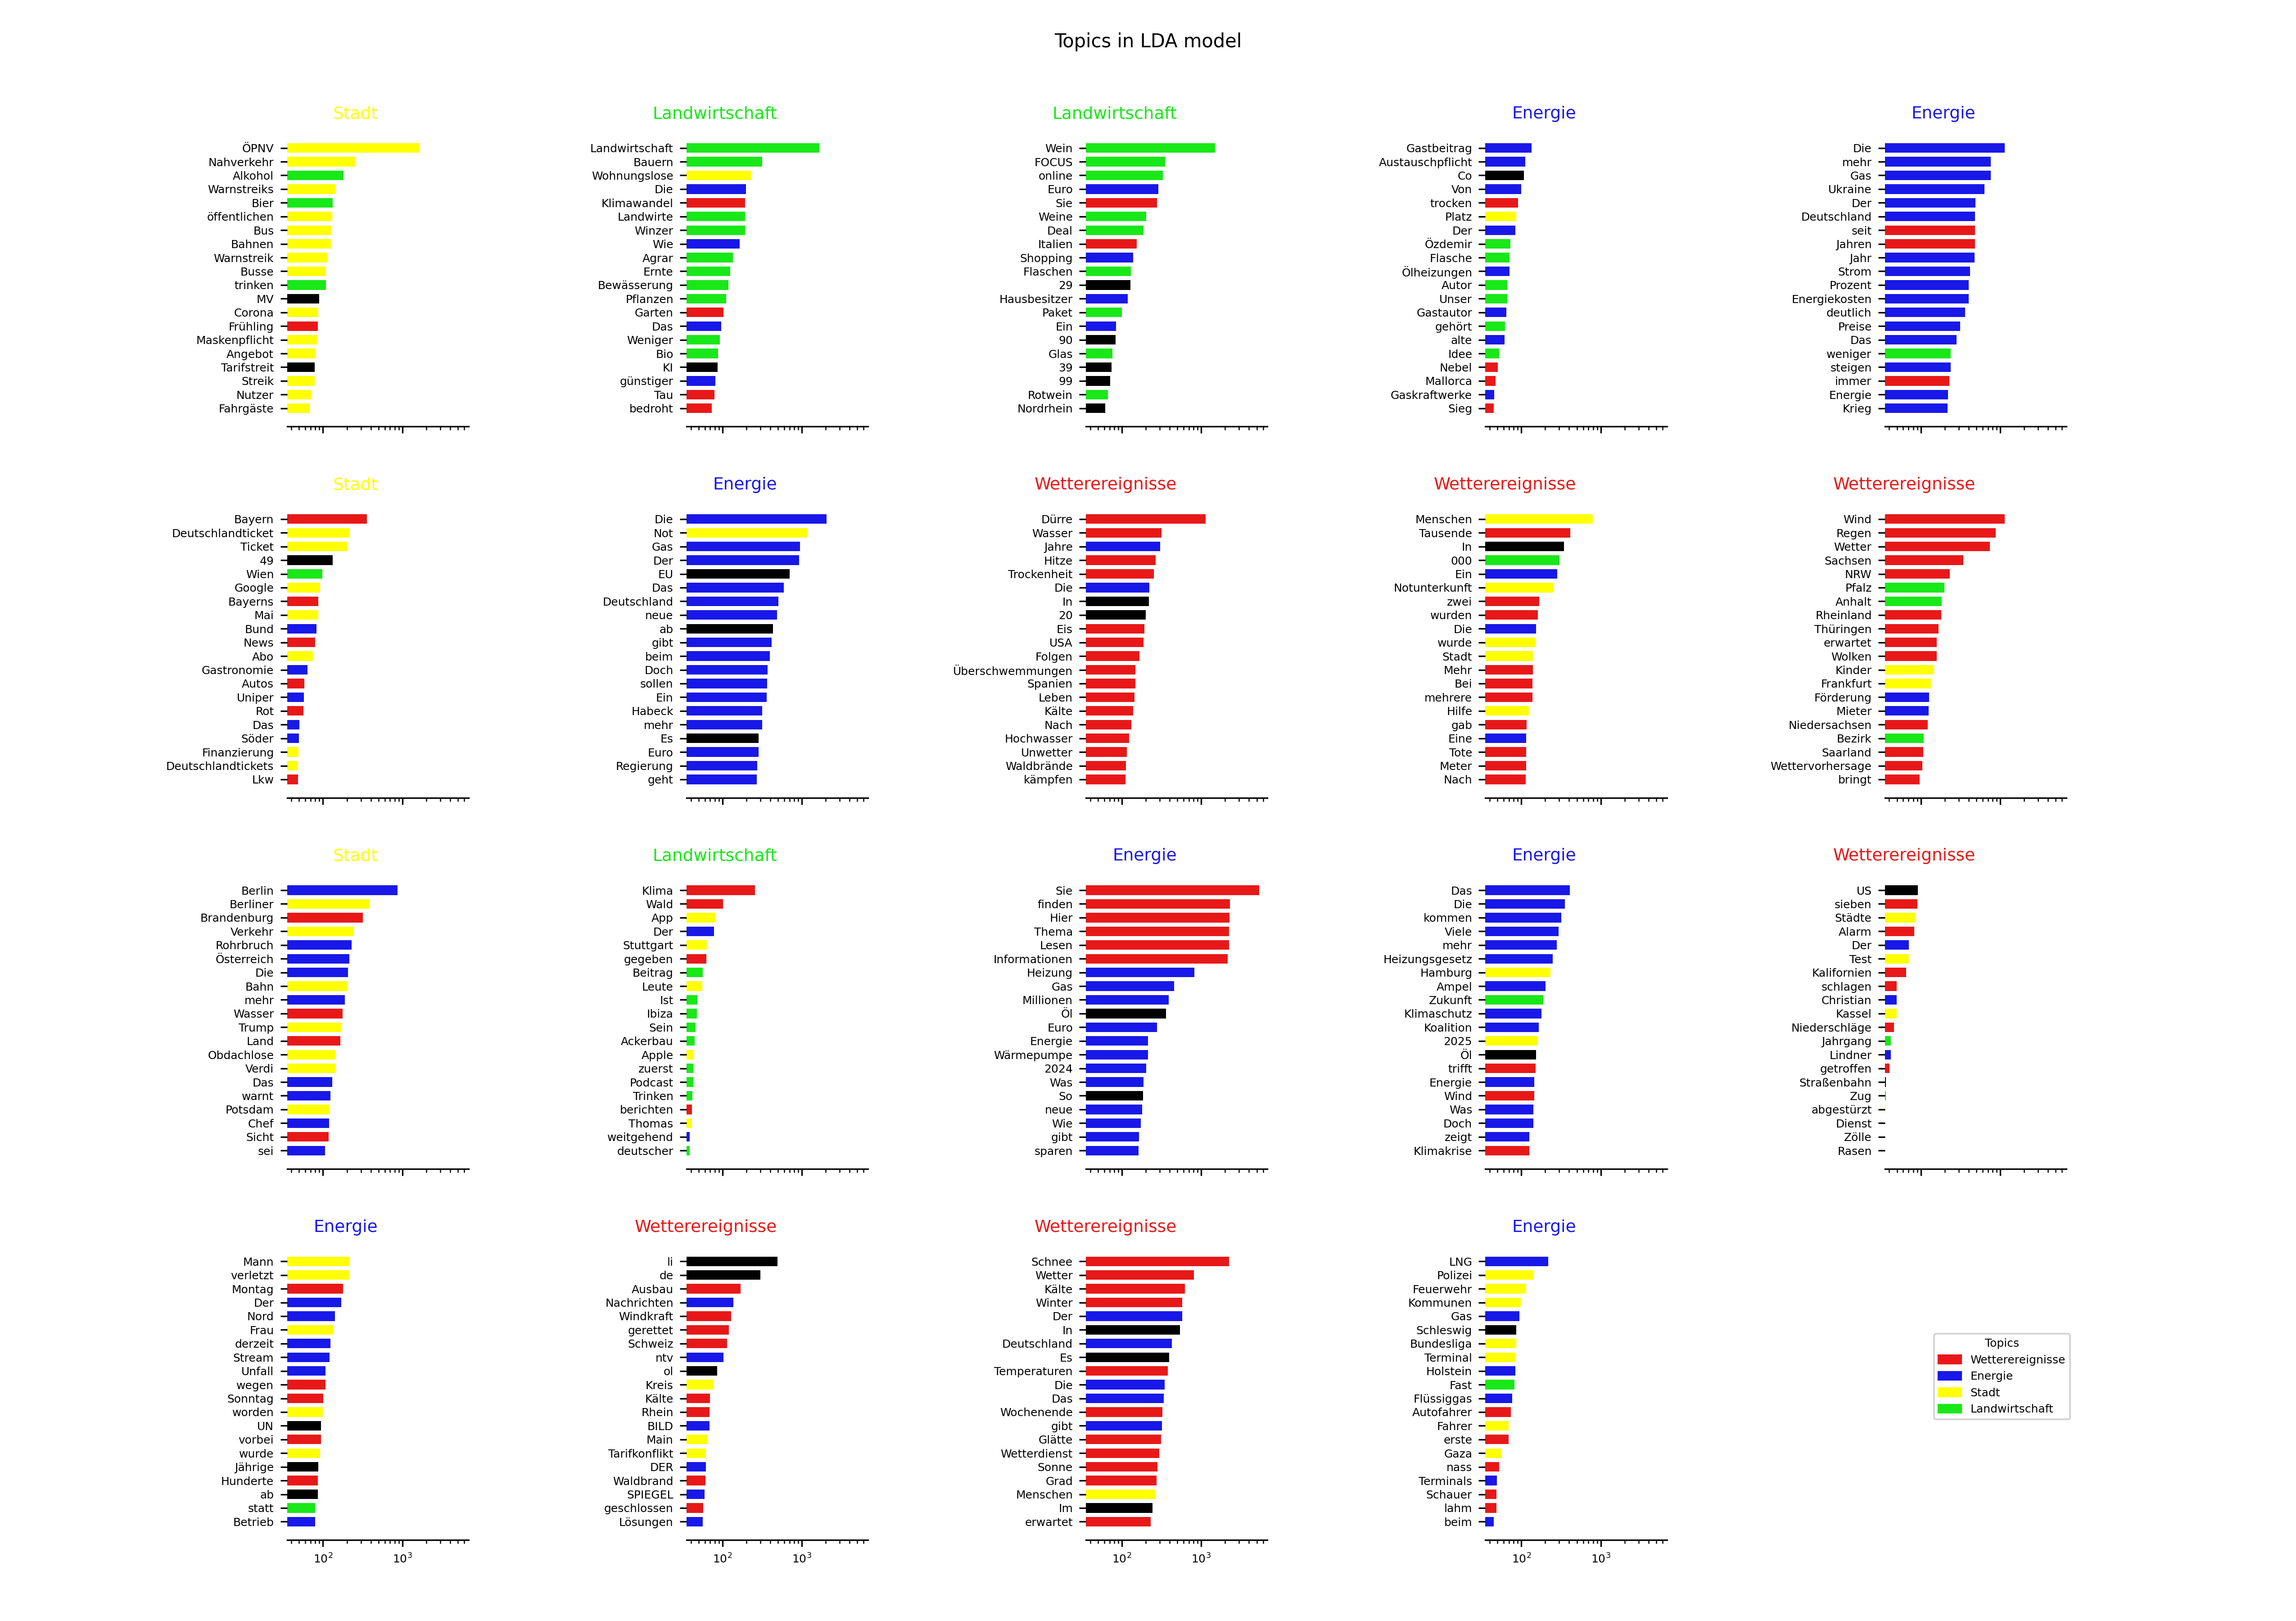 Topics in LDA model
Stadt
ÖPNV
Nahverkehr
Alkohol
Warnstreiks
Bier
öffentlichen
Bus
Bahnen
Warnstreik
Busse
trinken
MV
Corona
Frühling
Maskenpflicht
Angebot
Tarifstreit
Streik
Nutzer
Fahrgäste
Landwirtschaft
Landwirtschaft
Bauern
Wohnungslose
Die
Klimawandel
Landwirte
Winzer
Wie
Agrar
Ernte
Bewässerung
Pflanzen
Garten
Das
Weniger
Bio
KI
günstiger
Tau
bedroht
Landwirtschaft
Wein
FOCUS
online
Euro
Sie
Weine
Deal
Italien
Shopping
Flaschen
29
Hausbesitzer
Paket
Ein
90
Glas
39
99
Rotwein
Nordrhein
Energie
Gastbeitrag
Austauschpflicht
Co
Von
trocken
Platz
Der
Özdemir
Flasche
Ölheizungen
Autor
Unser
Gastautor
gehört
alte
Idee
Nebel
Mallorca
Gaskraftwerke
Sieg
Energie
Die
mehr
Gas
Ukraine
Der
Deutschland
seit
Jahren
Jahr
Strom
Prozent
Energiekosten
deutlich
Preise
Das
weniger
steigen
immer
Energie
Krieg
Stadt
Bayern
Deutschlandticket
Ticket
49
Wien
Google
Bayerns
Mai
Bund
News
Abo
Gastronomie
Autos
Uniper
Rot
Das
Söder
Finanzierung
Deutschlandtickets
Lkw
Energie
Die
Not
Gas
Der
EU
Das
Deutschland
neue
ab
gibt
beim
Doch
sollen
Ein
Habeck
mehr
Es
Euro
Regierung
geht
Wetterereignisse
Dürre
Wasser
Jahre
Hitze
Trockenheit
Die
In
20
Eis
USA
Folgen
Überschwemmungen
Spanien
Leben
Kälte
Nach
Hochwasser
Unwetter
Waldbrände
kämpfen
Wetterereignisse
Menschen
Tausende
In
000
Ein
Notunterkunft
zwei
wurden
Die
wurde
Stadt
Mehr
Bei
mehrere
Hilfe
gab
Eine
Tote
Meter
Nach
Wetterereignisse
Wind
Regen
Wetter
Sachsen
NRW
Pfalz
Anhalt
Rheinland
Thüringen
erwartet
Wolken
Kinder
Frankfurt
Förderung
Mieter
Niedersachsen
Bezirk
Saarland
Wettervorhersage
bringt
Stadt
Berlin
Berliner
Brandenburg
Verkehr
Rohrbruch
Österreich
Die
Bahn
mehr
Wasser
Trump
Land
Obdachlose
Verdi
Das
warnt
Potsdam
Chef
Sicht
sei
Landwirtschaft
Klima
Wald
App
Der
Stuttgart
gegeben
Beitrag
Leute
Ist
Ibiza
Sein
Ackerbau
Apple
zuerst
Podcast
Trinken
berichten
Thomas
weitgehend
deutscher
Energie
Sie
finden
Hier
Thema
Lesen
Informationen
Heizung
Gas
Millionen
Öl
Euro
Energie
Wärmepumpe
2024
Was
So
neue
Wie
gibt
sparen
Energie
Das
Die
kommen
Viele
mehr
Heizungsgesetz
Hamburg
Ampel
Zukunft
Klimaschutz
Koalition
2025
Öl
trifft
Energie
Wind
Was
Doch
zeigt
Klimakrise
Wetterereignisse
US
sieben
Städte
Alarm
Der
Test
Kalifornien
schlagen
Christian
Kassel
Niederschläge
Jahrgang
Lindner
getroffen
Straßenbahn
Zug
abgestürzt
Dienst
Zölle
Rasen
Energie
Mann
verletzt
Montag
Der
Nord
Frau
derzeit
Stream
Unfall
wegen
Sonntag
worden
UN
vorbei
wurde
Jährige
Hunderte
ab
statt
Betrieb
10² 10³
Wetterereignisse
li
de
Ausbau
Nachrichten
Windkraft
gerettet
Schweiz
ntv
ol
Kreis
Kälte
Rhein
BILD
Main
Tarifkonflikt
DER
Waldbrand
SPIEGEL
geschlossen
Lösungen
10² 10³
Wetterereignisse
Schnee
Wetter
Kälte
Winter
Der
In
Deutschland
Es
Temperaturen
Die
Das
Wochenende
gibt
Glätte
Wetterdienst
Sonne
Grad
Menschen
Im
erwartet
10² 10³
Energie
LNG
Polizei
Feuerwehr
Kommunen
Gas
Schleswig
Bundesliga
Terminal
Holstein
Fast
Flüssiggas
Autofahrer
Fahrer
erste
Gaza
nass
Terminals
Schauer
lahm
beim
10² 10³
Topics
Wetterereignisse
Energie
Stadt
Landwirtschaft